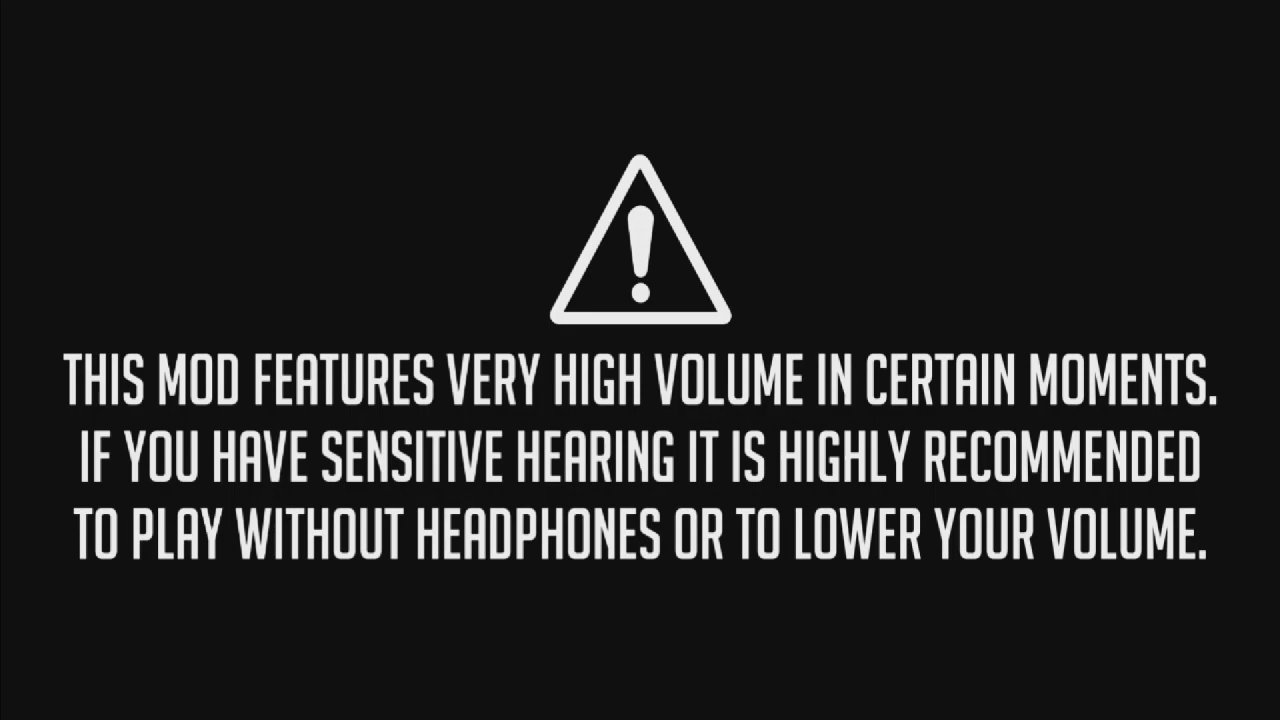 THIS MOD FEATURES VERY HIGH VOLUME IN CERTAIN MOMENTS.
IF YOU HAVE SENSITIVE HEARING IT IS HIGHLY RECOMMENDED
TO PLAY WITHOUT HEADPHONES OR TO LOWER YOUR VOLUME.